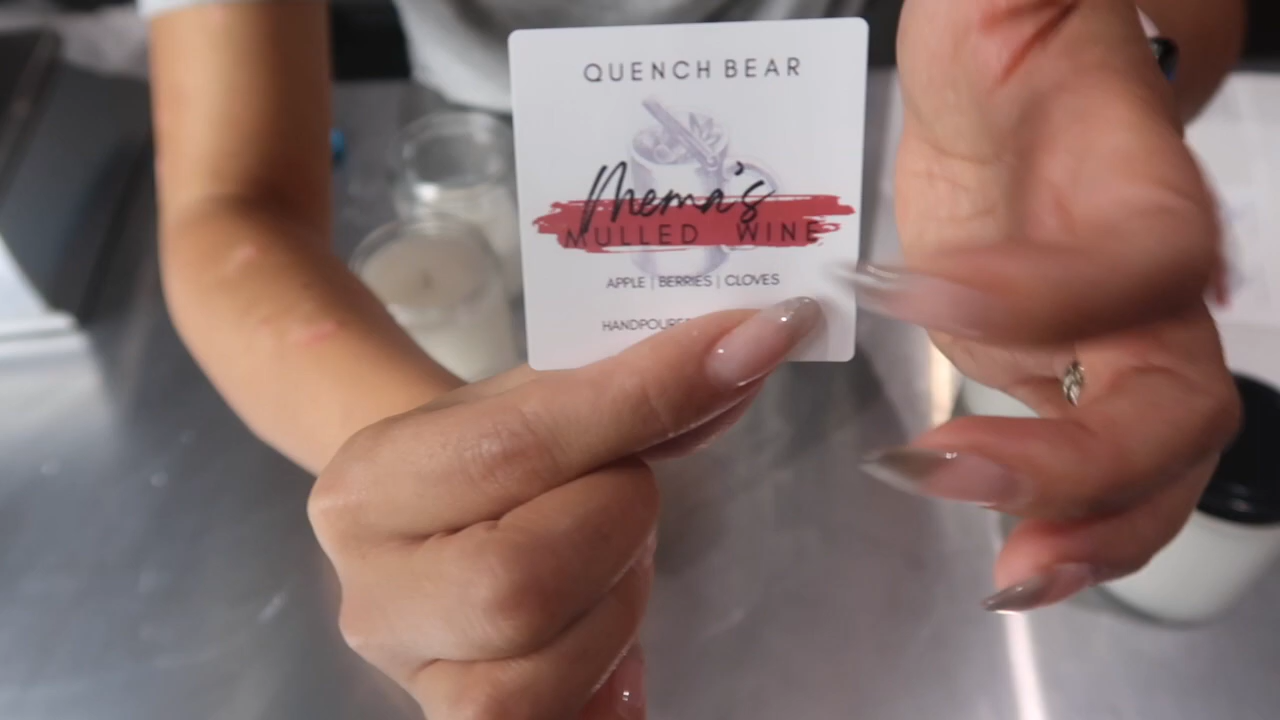 QUENCH BEAR
Mema's
MULLED WINE
APPLE | BERRIES | CLOVES